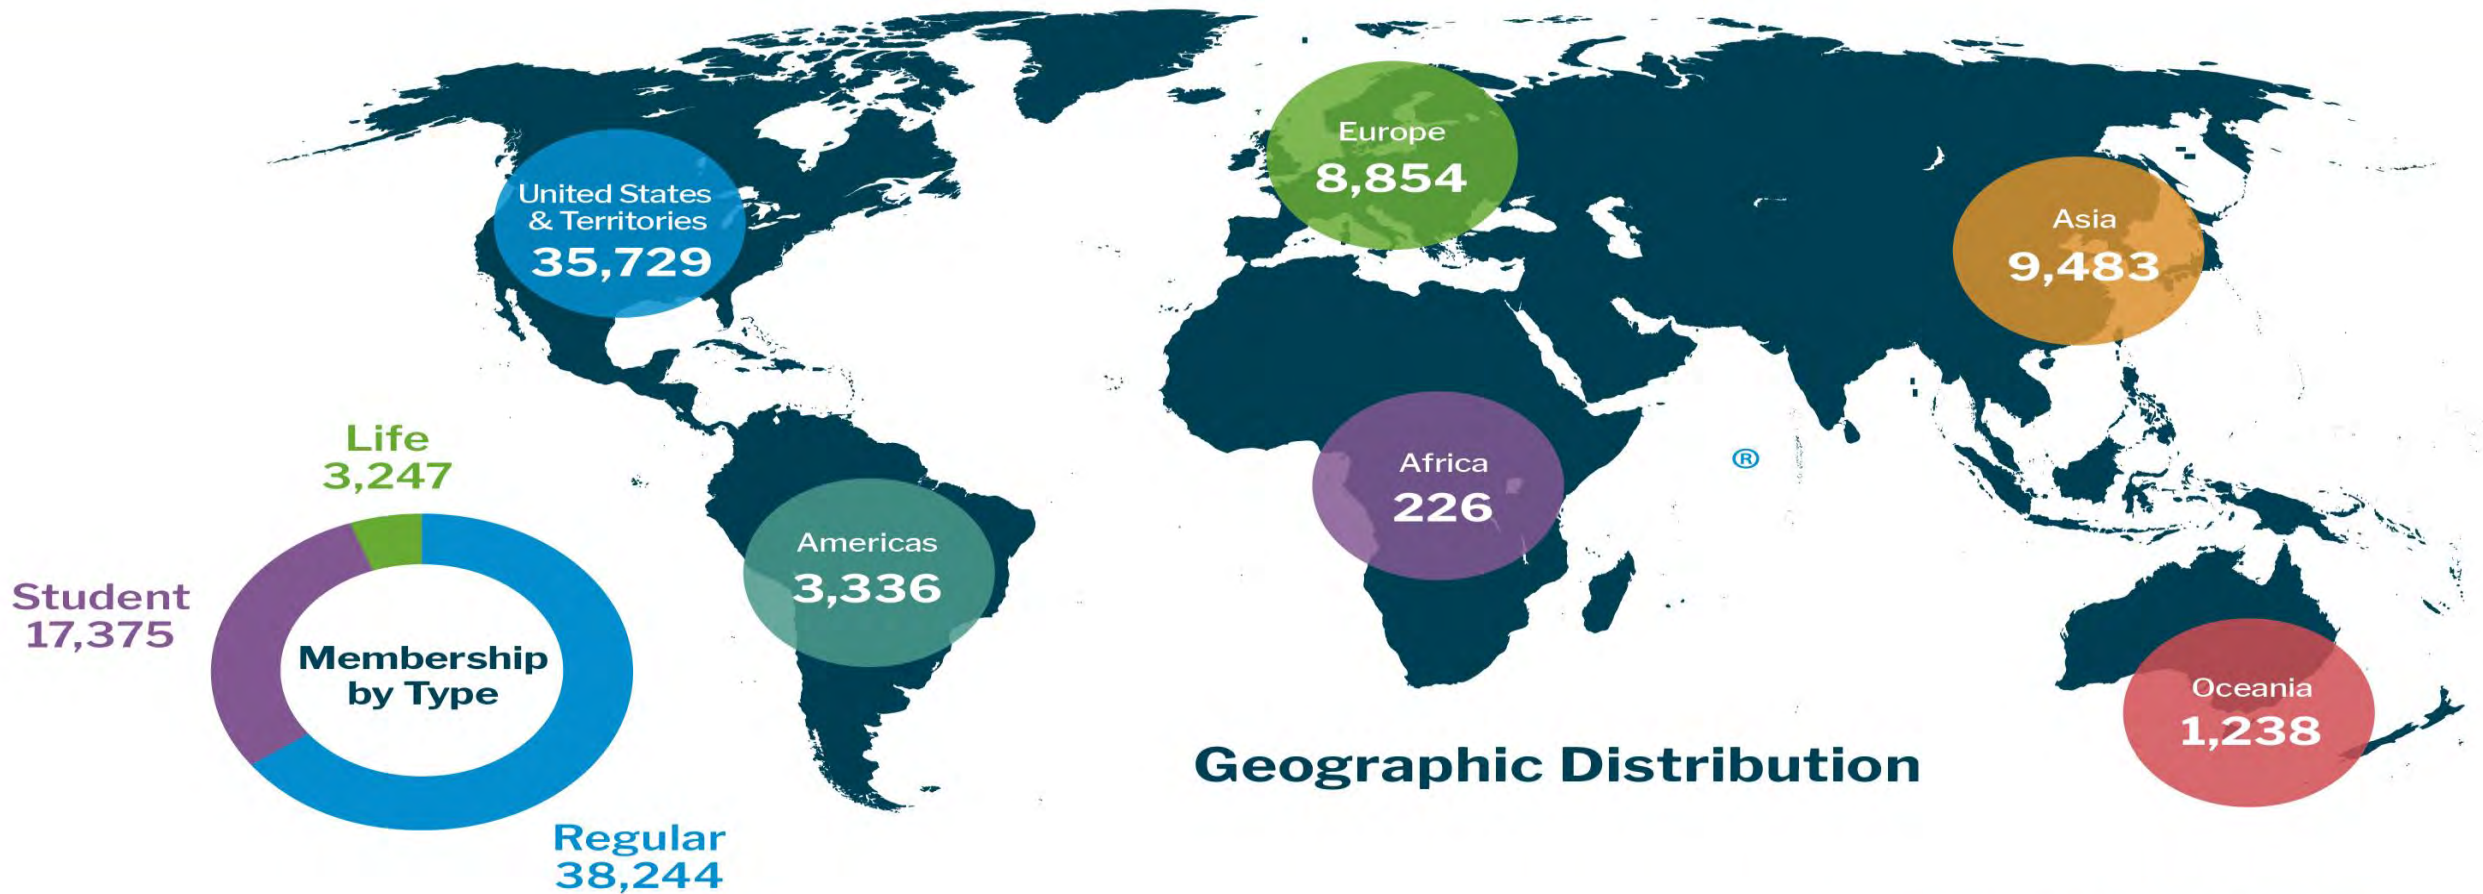 United States
& Territories
35,729
Europe
8,854
Asia
9,483
Africa
226
®
Americas
3,336
Oceania
1,238
Geographic Distribution
Life
3,247
Student
17,375
Membership
by Type
Regular
38,244